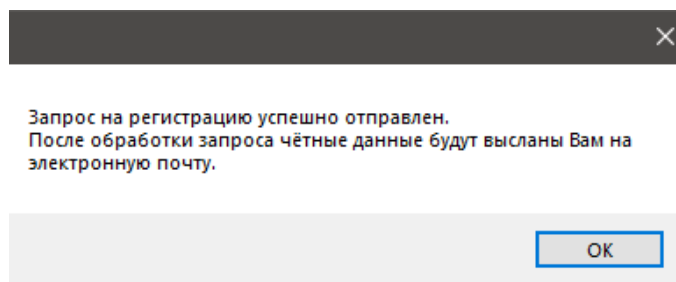 Запрос на регистрацию успешно отправлен.
После обработки запроса чётные данные будут высланы Вам на
электронную почту.
OK